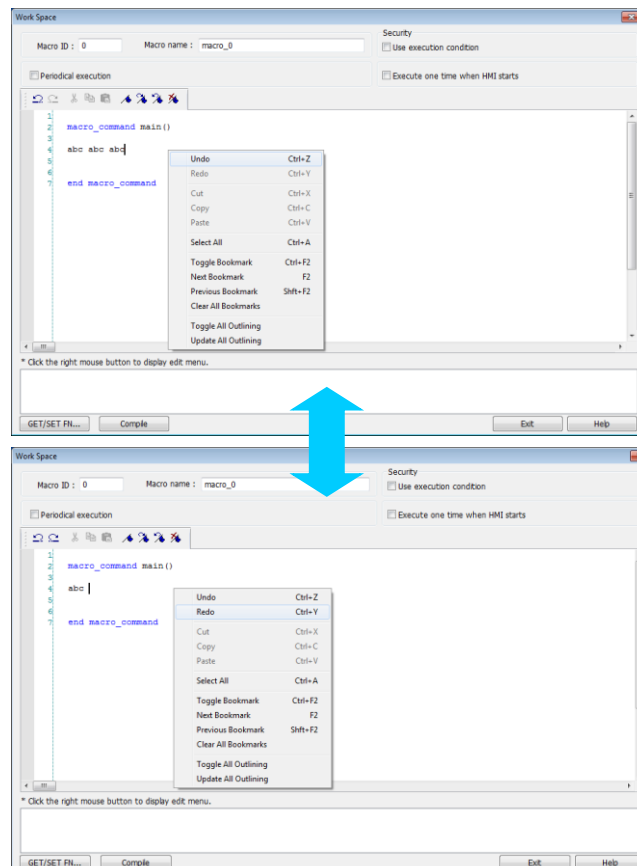 Work Space
Security
Macro ID : 0 Macro name : macro_0 Use execution condition
Periodical execution Execute one time when HMI starts
1
2 macro_command main()
3
4 abc abc abc
5
6
7 end macro_command
Undo Ctrl+Z
Redo Ctrl+Y
Cut Ctrl+X
Copy Ctrl+C
Paste Ctrl+V
Select All Ctrl+A
Toggle Bookmark Ctrl+F2
Next Bookmark F2
Previous Bookmark Shft+F2
Clear All Bookmarks
Toggle All Outlining
Update All Outlining
* Click the right mouse button to display edit menu.
GET/SET FN... Compile Exit Help
Work Space
Security
Macro ID : 0 Macro name : macro_0 Use execution condition
Periodical execution Execute one time when HMI starts
1
2 macro_command main()
3
4 abc
5
6
7 end macro_command
Undo Ctrl+Z
Redo Ctrl+Y
Cut Ctrl+X
Copy Ctrl+C
Paste Ctrl+V
Select All Ctrl+A
Toggle Bookmark Ctrl+F2
Next Bookmark F2
Previous Bookmark Shft+F2
Clear All Bookmarks
Toggle All Outlining
Update All Outlining
* Click the right mouse button to display edit menu.
GET/SET FN... Compile Exit Help